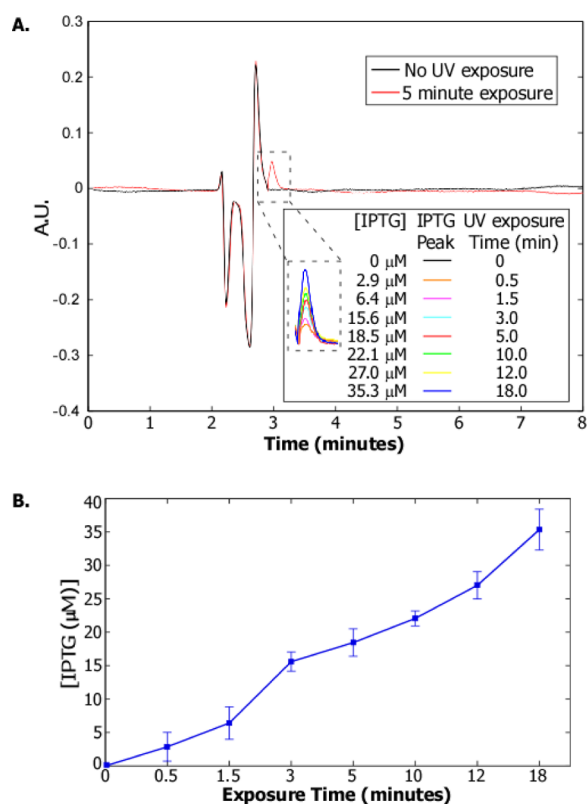 A.
0.3
0.2
0.1
0
-0.1
-0.2
-0.3
-0.4
A.U.
No UV exposure
5 minute exposure
[IPTG] IPTG UV exposure
Peak Time (min)
0 μM 0
2.9 μM 0.5
6.4 μM 1.5
15.6 μM 3.0
18.5 μM 5.0
22.1 μM 10.0
27.0 μM 12.0
35.3 μM 18.0
0 1 2 3 4 5 6 7 8
Time (minutes)
B.
40
35
30
25
20
15
10
5
0
[IPTG (μM)]
0 0.5 1.5 3 5 10 12 18
Exposure Time (minutes)